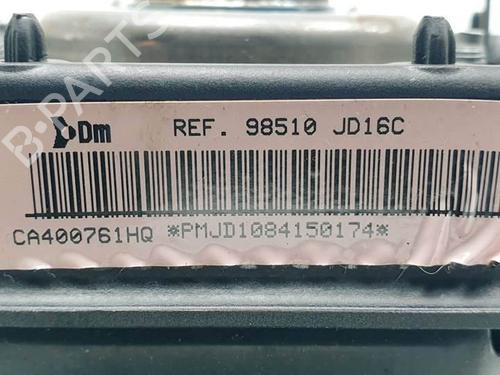 B-PARTS
Dm REF. 98510 JD16C
CA400761HQ *PMJD1084150174*